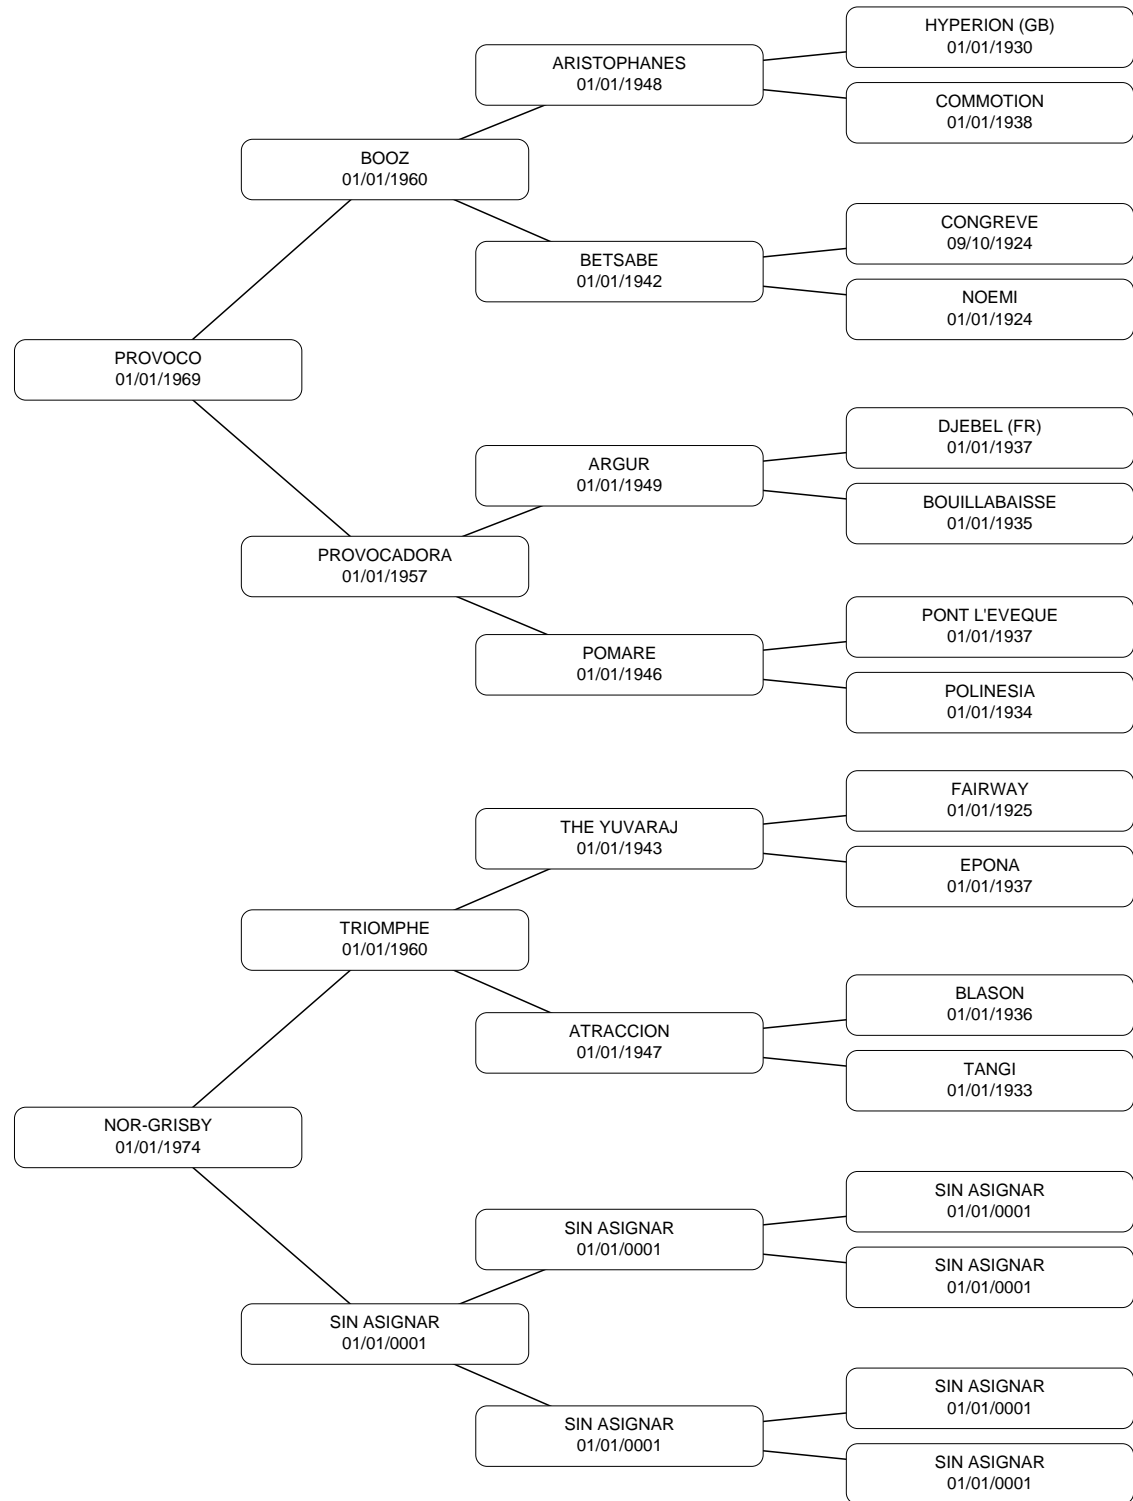 HYPERION (GB)
01/01/1930
ARISTOPHANES
01/01/1948
COMMOTION
01/01/1938
BOOZ
01/01/1960
CONGREVE
09/10/1924
BETSABE
01/01/1942
NOEMI
01/01/1924
PROVOCO
01/01/1969
DJEBEL (FR)
01/01/1937
ARGUR
01/01/1949
BOUILLABAISSE
01/01/1935
PROVOCADORA
01/01/1957
PONT L'EVEQUE
01/01/1937
POMARE
01/01/1946
POLINESIA
01/01/1934
FAIRWAY
01/01/1925
THE YUVARAJ
01/01/1943
EPONA
01/01/1937
TRIOMPHE
01/01/1960
BLASON
01/01/1936
ATRACCION
01/01/1947
TANGI
01/01/1933
NOR-GRISBY
01/01/1974
SIN ASIGNAR
01/01/0001
SIN ASIGNAR
01/01/0001
SIN ASIGNAR
01/01/0001
SIN ASIGNAR
01/01/0001
SIN ASIGNAR
01/01/0001
SIN ASIGNAR
01/01/0001
SIN ASIGNAR
01/01/0001